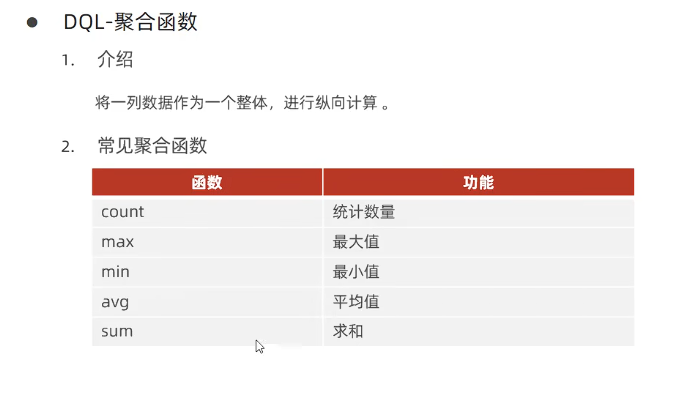 DQL-聚合函数
1. 介绍
将一列数据作为一个整体，进行纵向计算 。
2. 常见聚合函数
函数 功能
count 统计数量
max 最大值
min 最小值
avg 平均值
sum 求和